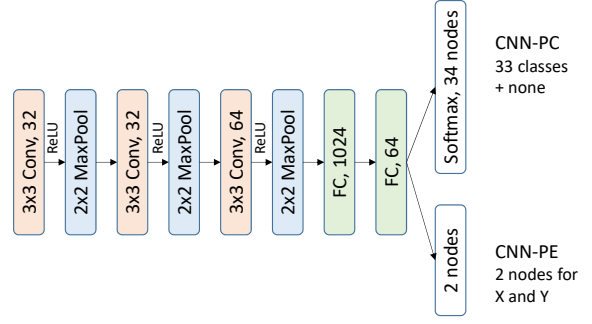 3x3 Conv, 32
ReLU
2x2 MaxPool
3x3 Conv, 32
ReLU
2x2 MaxPool
3x3 Conv, 64
ReLU
2x2 MaxPool
FC, 1024
FC, 64
Softmax, 34 nodes
CNN-PC
33 classes
+ none
2 nodes
CNN-PE
2 nodes for
X and Y